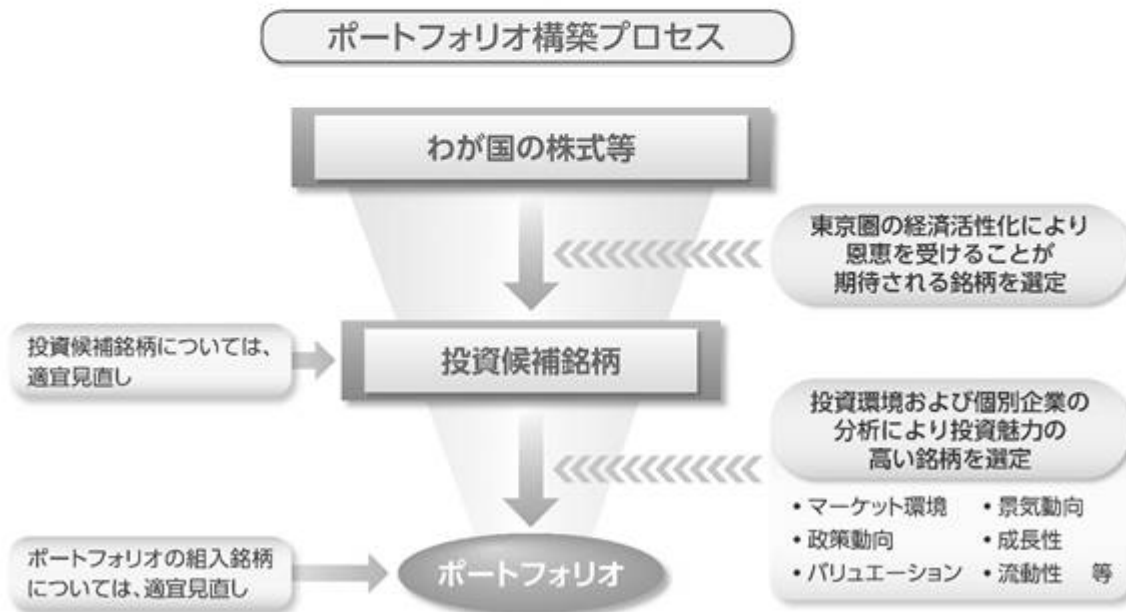 ポートフォリオ構築プロセス
わが国の株式等
東京圏の経済活性化により
恩恵を受けることが
期待される銘柄を選定
投資候補銘柄については、
適宜見直し
投資候補銘柄
投資環境および個別企業の
分析により投資魅力の
高い銘柄を選定
・マーケット環境 ・景気動向
・政策動向 ・成長性
・バリュエーション ・流動性 等
ポートフォリオの組入銘柄
については、適宜見直し
ポートフォリオ